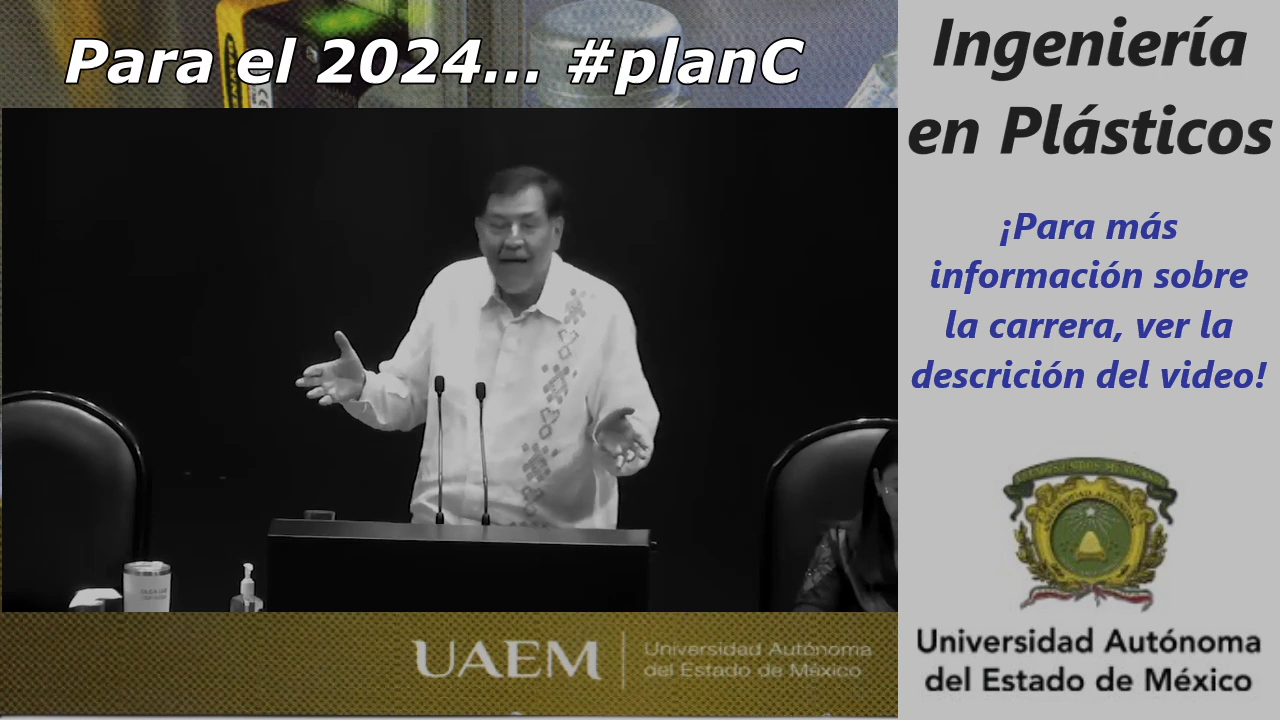 Para el 2024... #planC
Ingeniería
en Plásticos
¡Para más
información sobre
la carrera, ver la
descrición del video!
UAEM
Universidad Autónoma
del Estado de México
Universidad Autónoma
del Estado de México